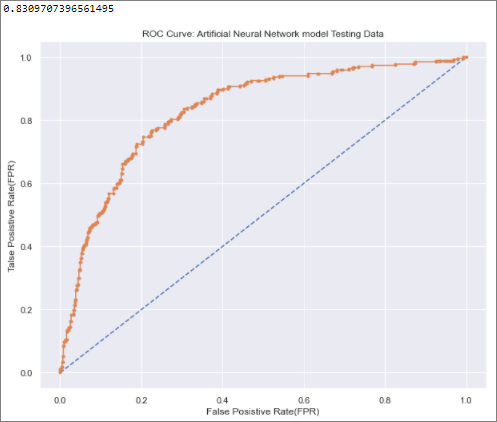 0.8309707396561495
ROC Curve: Artificial Neural Network model Testing Data
1.0
0.8
0.6
0.4
0.2
0.0
Talse Posistive Rate(FPR)
0.0 0.2 0.4 0.6 0.8 1.0
False Posistive Rate(FPR)